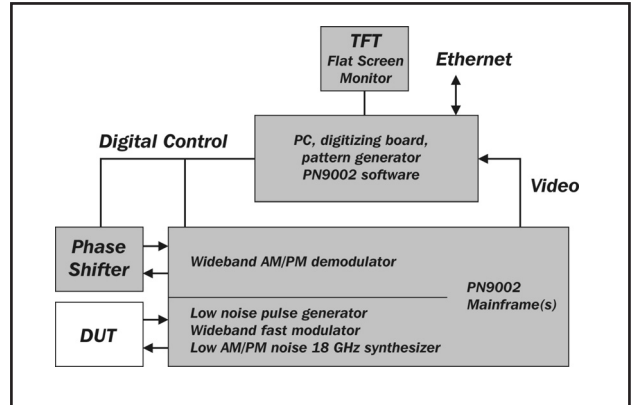 TFT
Flat Screen
Monitor
Ethernet
Digital Control
PC, digitizing board,
pattern generator
PN9002 software
Video
Phase
Shifter
Wideband AM/PM demodulator
PN9002
Mainframe(s)
DUT
Low noise pulse generator
Wideband fast modulator
Low AM/PM noise 18 GHz synthesizer